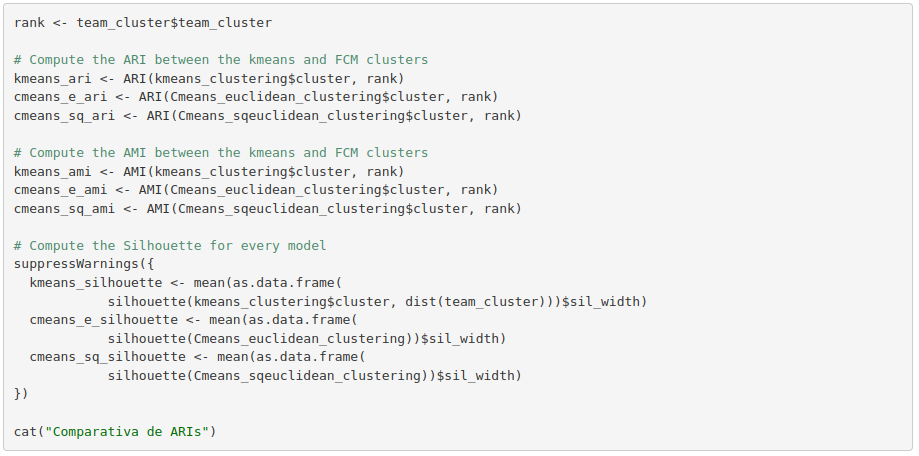 rank <- team_cluster$team_cluster
# Compute the ARI between the kmeans and FCM clusters
kmeans_ari <- ARI(kmeans_clustering$cluster, rank)
cmeans_e_ari <- ARI(Cmeans_euclidean_clustering$cluster, rank)
cmeans_sq_ari <- ARI(Cmeans_sqeuclidean_clustering$cluster, rank)
# Compute the AMI between the kmeans and FCM clusters
kmeans_ami <- AMI(kmeans_clustering$cluster, rank)
cmeans_e_ami <- AMI(Cmeans_euclidean_clustering$cluster, rank)
cmeans_sq_ami <- AMI(Cmeans_sqeuclidean_clustering$cluster, rank)
# Compute the Silhouette for every model
suppressWarnings({
  kmeans_silhouette <- mean(as.data.frame(
            silhouette(kmeans_clustering$cluster, dist(team_cluster)))$sil_width)
  cmeans_e_silhouette <- mean(as.data.frame(
            silhouette(Cmeans_euclidean_clustering))$sil_width)
  cmeans_sq_silhouette <- mean(as.data.frame(
            silhouette(Cmeans_sqeuclidean_clustering))$sil_width)
})
cat("Comparativa de ARIs")